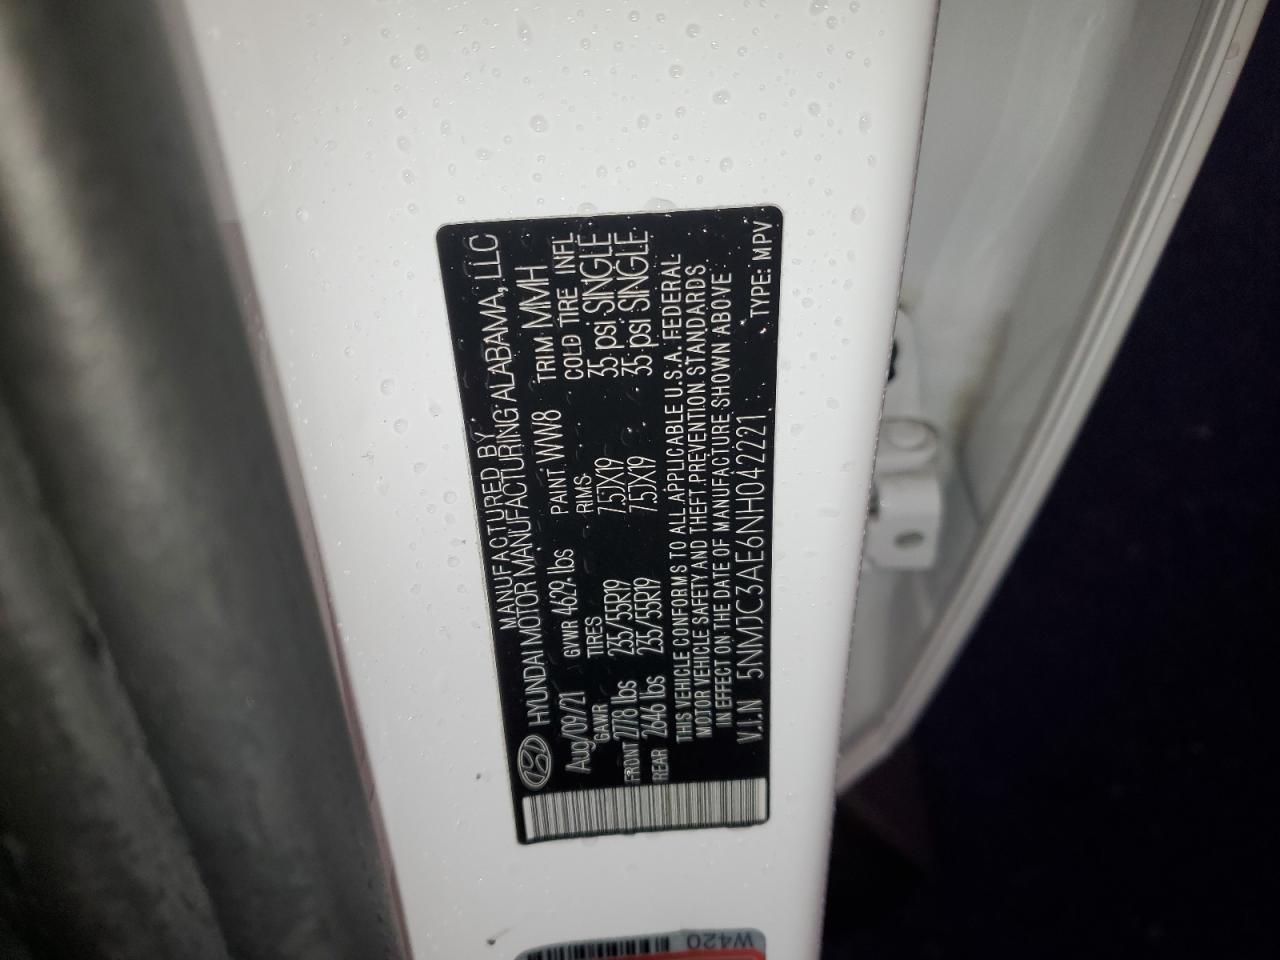 MANUFACTURED BY
HYUNDAI MOTOR MANUFACTURING ALABAMA, LLC
Aug/09/21 GVWR 4629. lbs PAINT WW8 TRIM MMH
GAWR TIRES RIMS COLD TIRE INFL
FRONT 2778 lbs 235/55R19 7.5JX19 35 psi SINGLE
REAR 2646 lbs 235/55R19 7.5JX19 35 psi SINGLE
THIS VEHICLE CONFORMS TO ALL APPLICABLE U.S.A. FEDERAL
MOTOR VEHICLE SAFETY AND THEFT PREVENTION STANDARDS
IN EFFECT ON THE DATE OF MANUFACTURE SHOWN ABOVE
V.I.N 5NMJC3AE6NH042221 TYPE: MPV
W420